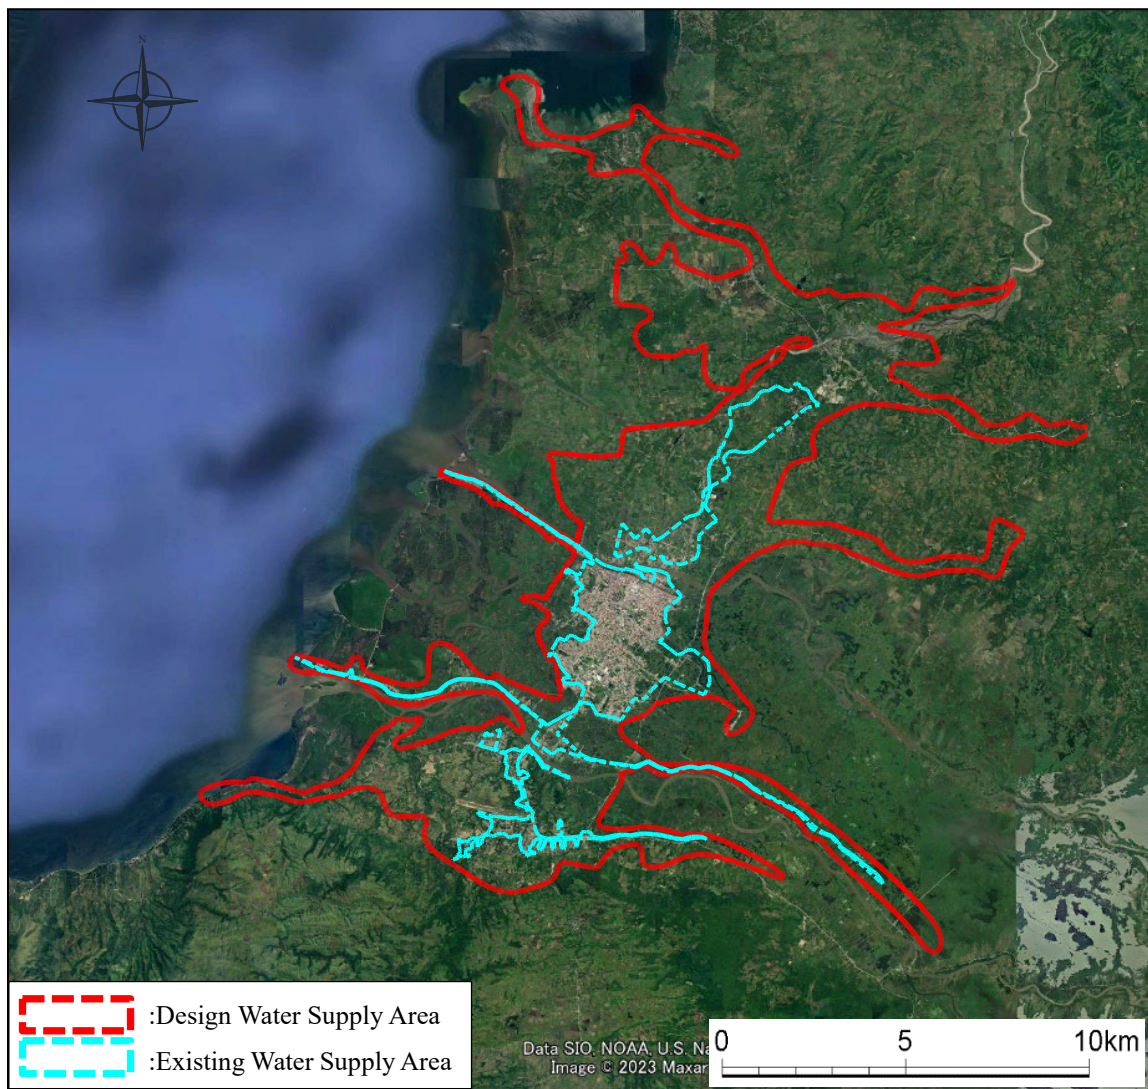 N
:Design Water Supply Area
:Existing Water Supply Area
Data SIO, NOAA, U.S. Na
Image © 2023 Maxar
0 5 10km